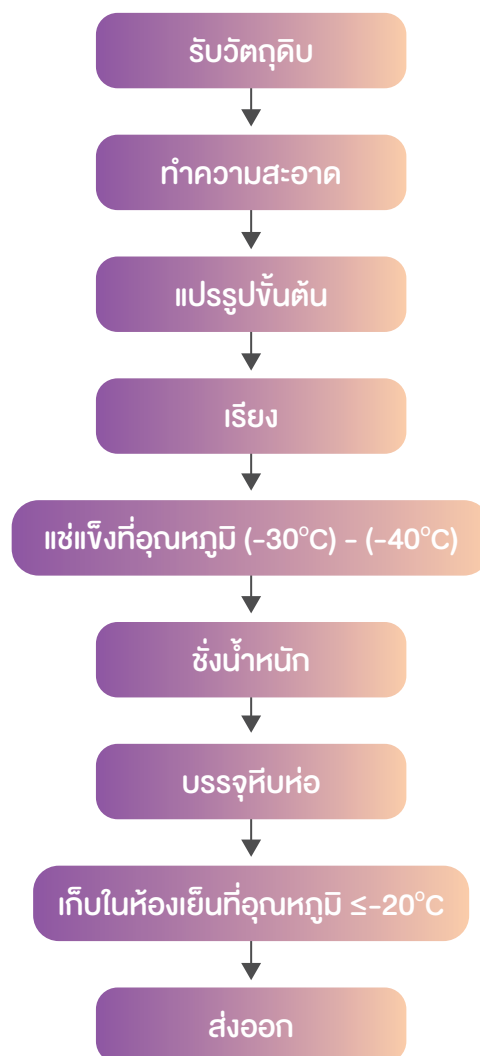 รับวัตถุดิบ
ทำความสะอาด
แปรรูปขั้นต้น
เรียง
แช่แข็งที่อุณหภูมิ (-30°C) - (-40°C)
ชั่งน้ำหนัก
บรรจุหีบห่อ
เก็บในห้องเย็นที่อุณหภูมิ ≤-20°C
ส่งออก